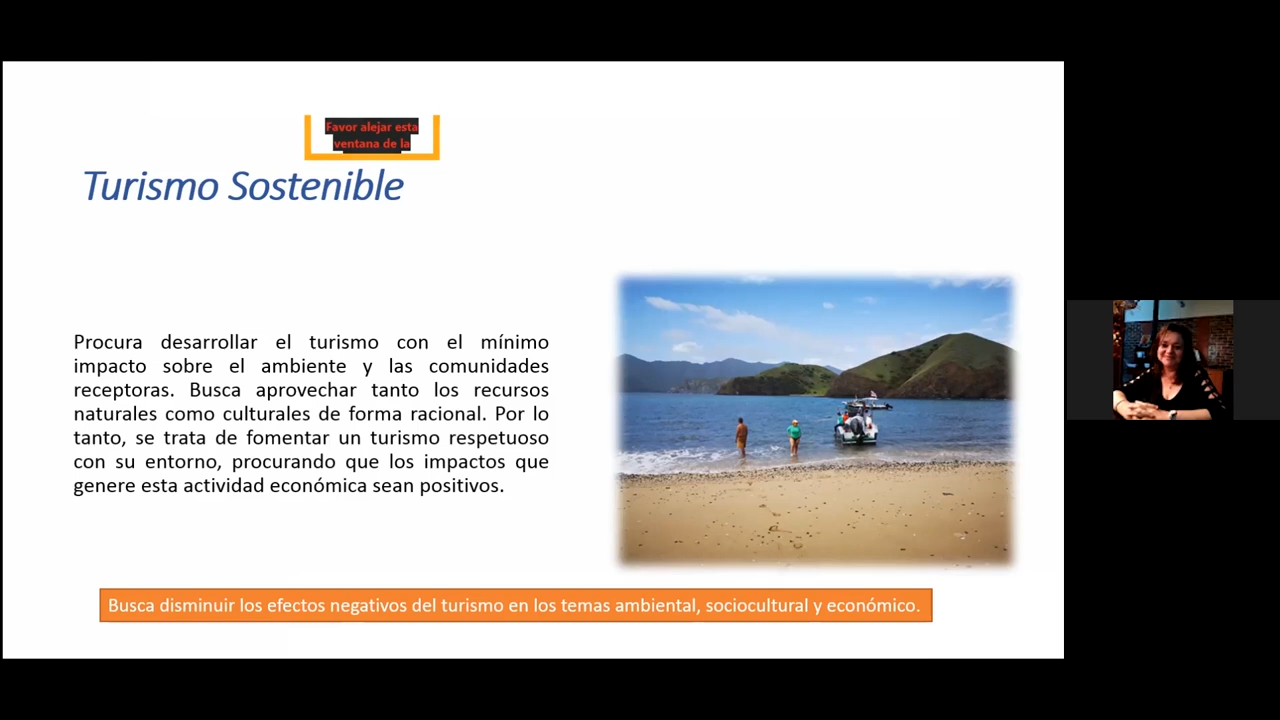 Favor alejar esta
ventana de la
Turismo Sostenible
Procura desarrollar el turismo con el mínimo
impacto sobre el ambiente y las comunidades
receptoras. Busca aprovechar tanto los recursos
naturales como culturales de forma racional. Por lo
tanto, se trata de fomentar un turismo respetuoso
con su entorno, procurando que los impactos que
genere esta actividad económica sean positivos.
Busca disminuir los efectos negativos del turismo en los temas ambiental, sociocultural y económico.